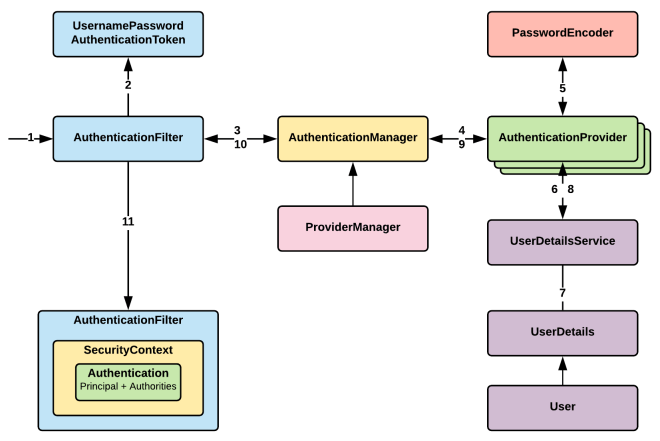 UsernamePassword
AuthenticationToken
PasswordEncoder
2
5
1
AuthenticationFilter
3
10
AuthenticationManager
4
9
AuthenticationProvider
6 8
11
ProviderManager
UserDetailsService
7
AuthenticationFilter
SecurityContext
Authentication
Principal + Authorities
UserDetails
User